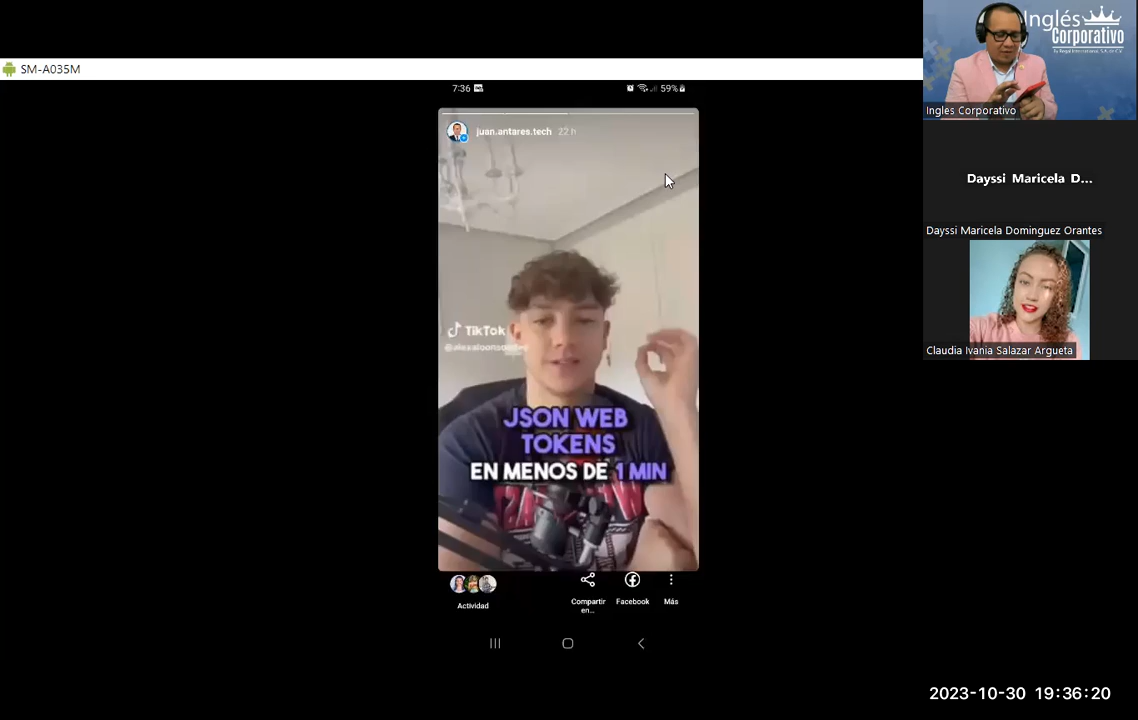 SM-A035M
7:36
59%
juan.antares.tech 22 h
TikTok
JSON WEB
TOKENS
EN MENOS DE 1 MIN
Actividad
Compartir
en...
Facebook
Más
Inglés
Corporativo
Ingles Corporativo
Dayssi Maricela D...
Dayssi Maricela Dominguez Orantes
Claudia Ivania Salazar Argueta
2023-10-30 19:36:20